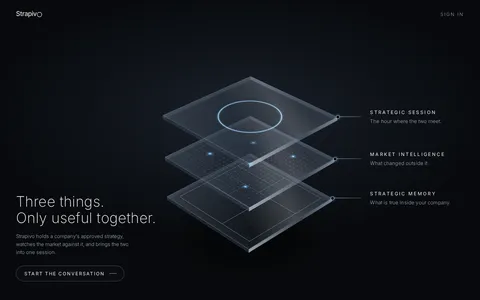 Strapivo
SIGN IN
STRATEGIC SESSION
The hour where the two meet.
MARKET INTELLIGENCE
What changed outside it.
STRATEGIC MEMORY
What is true inside your company.
Three things.
Only useful together.
Strapivo holds a company's approved strategy,
watches the market against it, and brings the two
into one session.
START THE CONVERSATION